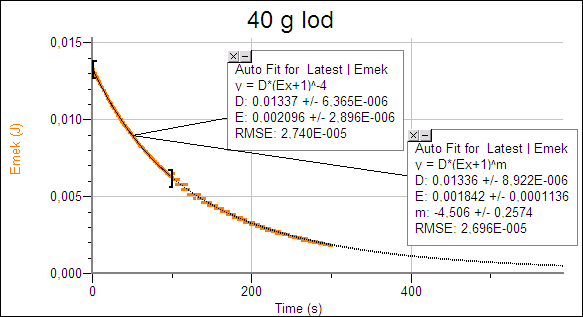 40 g lod
0,015
Auto Fit for Latest | Emek
y = D*(Ex+1)^-4
D: 0.01337 +/- 6.365E-006
E: 0.002096 +/- 2.896E-006
RMSE: 2.740E-005
0,010
Emek (J)
Auto Fit for Latest | Emek
y = D*(Ex+1)^m
D: 0.01336 +/- 8.922E-006
E: 0.001842 +/- 0.0001136
m: -4.506 +/- 0.2574
RMSE: 2.696E-005
0,005
0,000
0
200
400
Time (s)